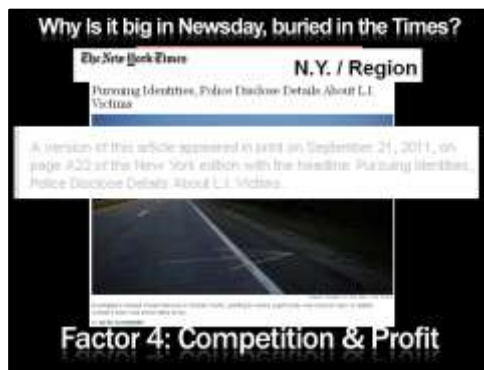 Why Is it big in Newsday, buried in the Times?
The New York Times
N.Y. / Region
Pursuing Identities, Police Disclose Details About L.I.
Victims
A version of this article appeared in print on September 21, 2011, on
page A22 of the New York edition with the headline: Pursuing Identities,
Police Disclose Details About L.I. Victims.
Factor 4: Competition & Profit